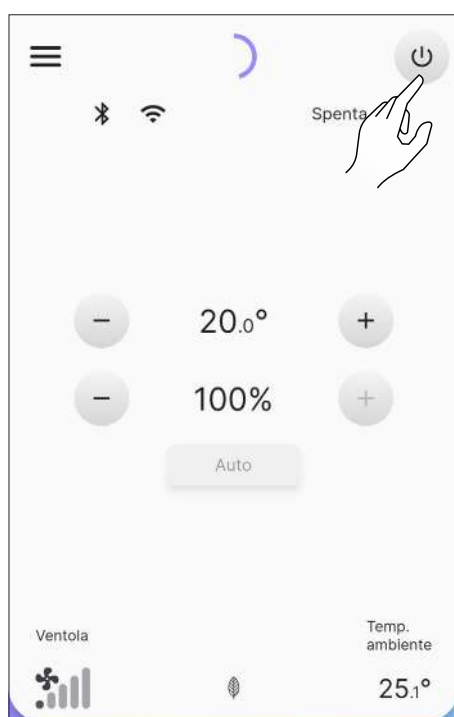 Spenta
− 20.0° +
− 100% +
Auto
Ventola
Temp.
ambiente
25.1°